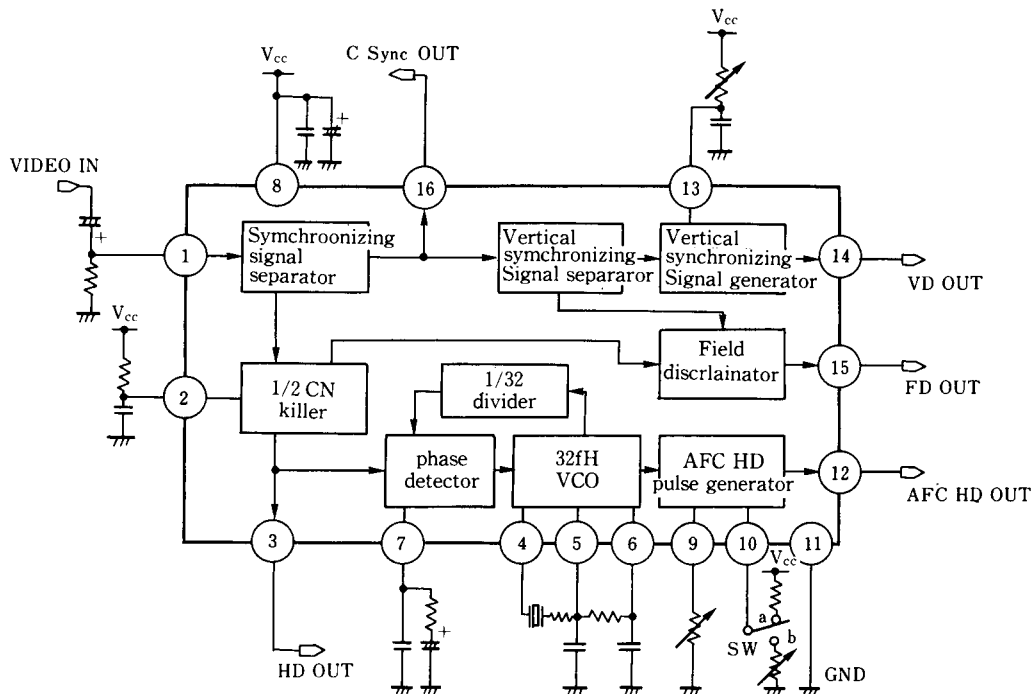 Vcc
C Sync OUT
Vcc
+
VIDEO IN
8
16
13
+
1
Symchroonizing
signal
separator
Vertical
symchronizing
Signal separaror
Vertical
synchronizing
Signal generator
14
VD OUT
Vcc
2
1/2 CN
killer
1/32
divider
Field
discrlainator
15
FD OUT
phase
detector
32fH
VCO
AFC HD
pulse generator
12
AFC HD OUT
3
7
4
5
6
9
10
11
Vcc
+
a
SW
b
HD OUT
GND